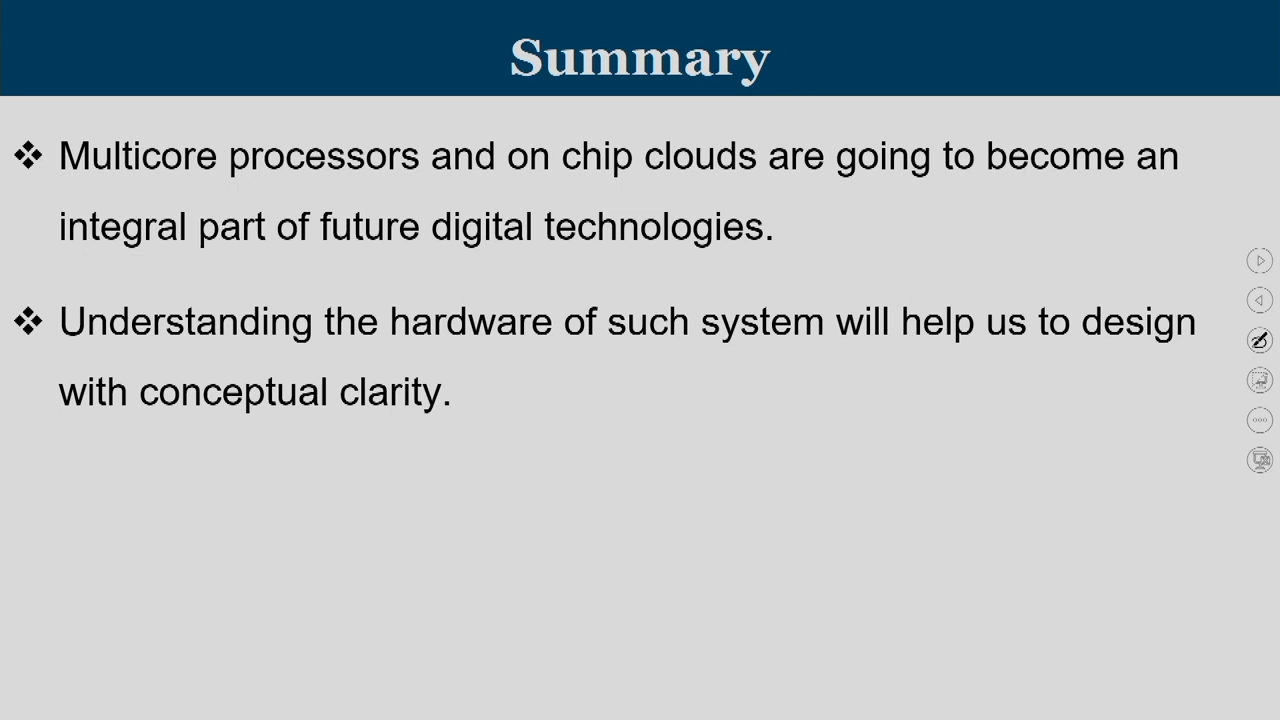 Summary
❖ Multicore processors and on chip clouds are going to become an
integral part of future digital technologies.
❖ Understanding the hardware of such system will help us to design
with conceptual clarity.